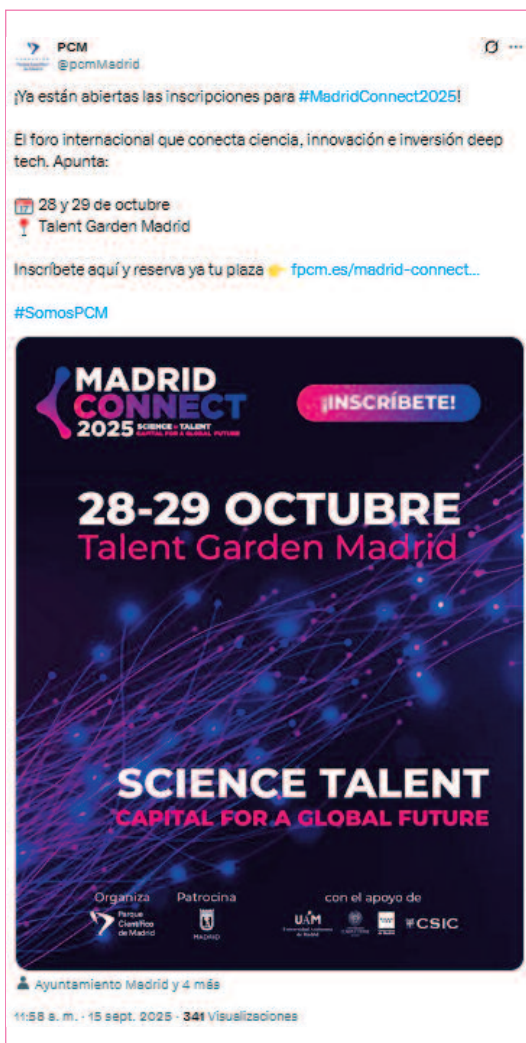 PCM
@pcmMadrid
¡Ya están abiertas las inscripciones para #MadridConnect2025!
El foro internacional que conecta ciencia, innovación e inversión deep
tech. Apunta:
28 y 29 de octubre
Talent Garden Madrid
Inscríbete aquí y reserva ya tu plaza fpcm.es/madrid-connect...
#SomosPCM
MADRID
CONNECT
2025 SCIENCE + TALENT
CAPITAL FOR A GLOBAL FUTURE
¡INSCRÍBETE!
28-29 OCTUBRE
Talent Garden Madrid
SCIENCE TALENT
CAPITAL FOR A GLOBAL FUTURE
Organiza
Patrocina
con el apoyo de
Parque
Científico
de Madrid
MADRID
UAM
Universidad Autónoma
de Madrid
CSIC
Ayuntamiento Madrid y 4 más
11:58 a. m. · 15 sept. 2025 · 341 Visualizaciones